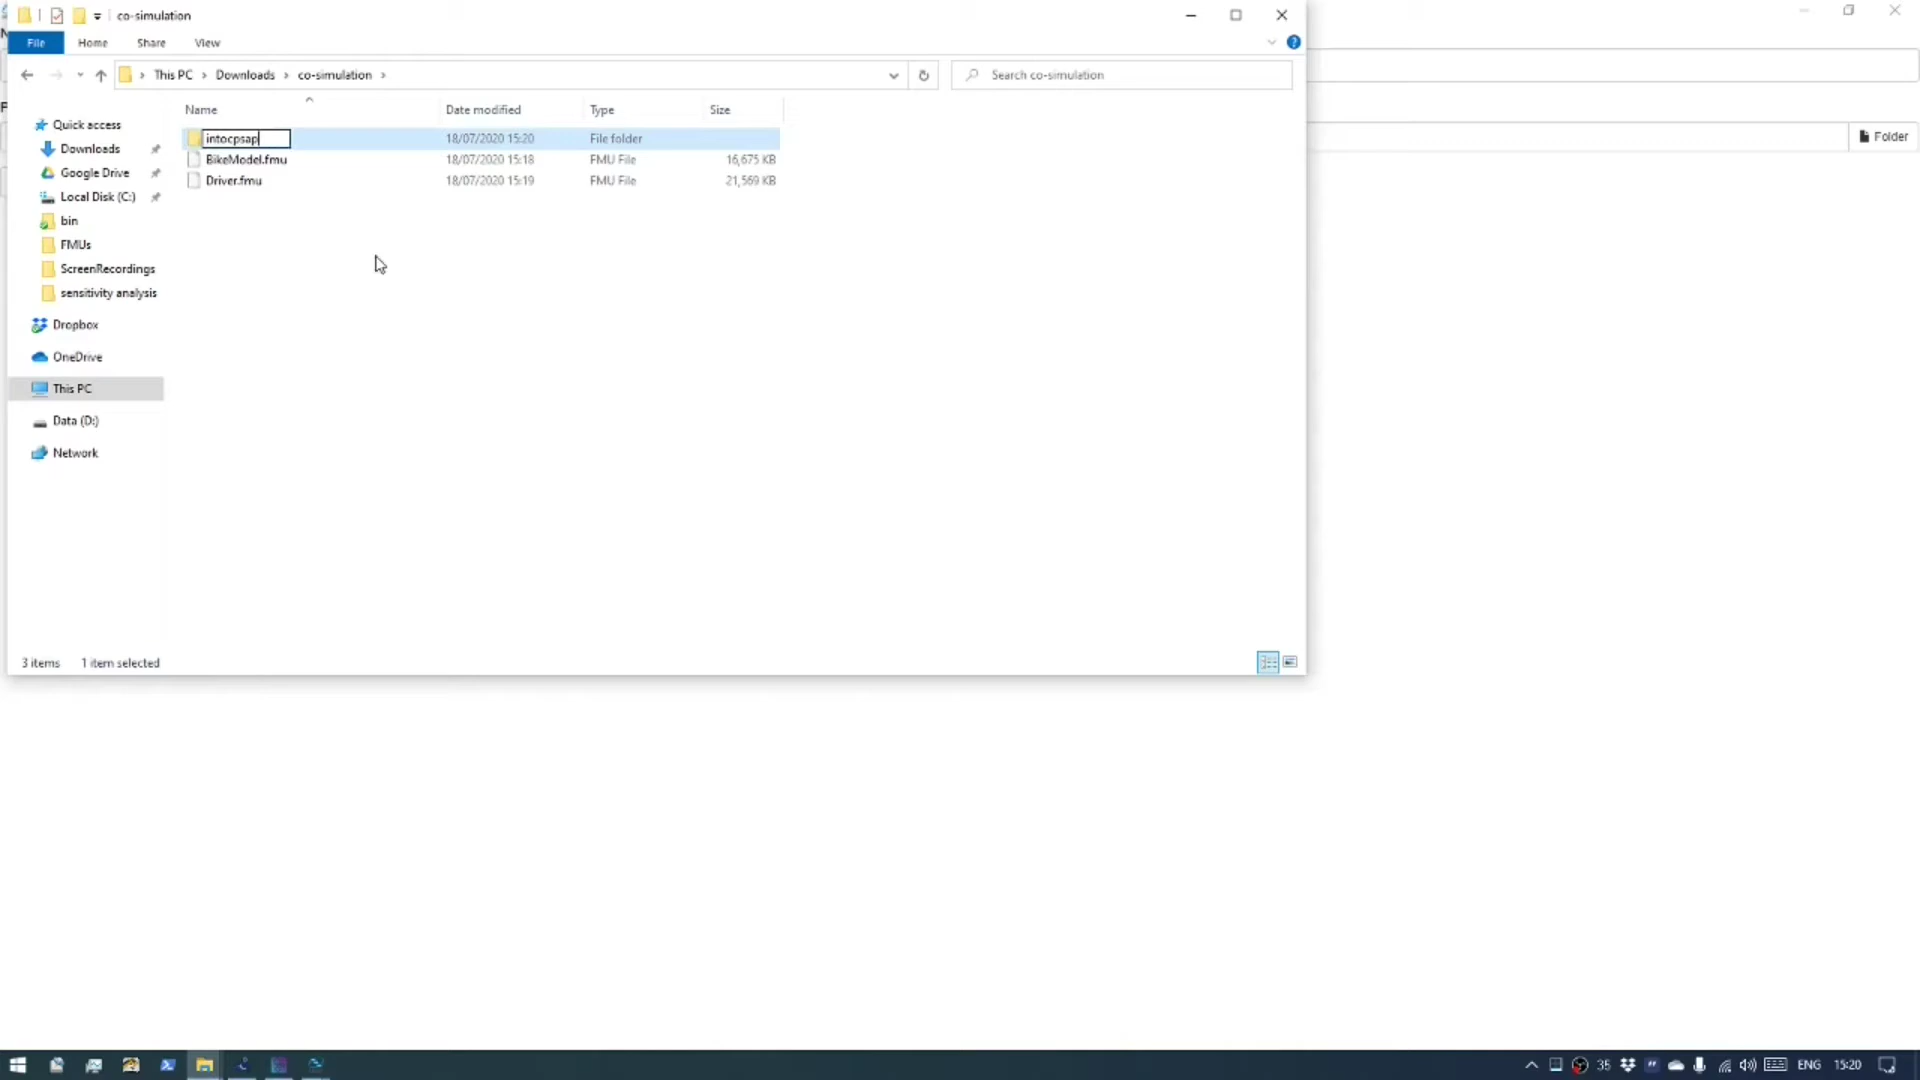 co-simulation
File Home Share View
This PC Downloads co-simulation
Search co-simulation
Name Date modified Type Size
intocpsap 18/07/2020 15:20 File folder
BikeModel.fmu 18/07/2020 15:18 FMU File 16,675 KB
Driver.fmu 18/07/2020 15:19 FMU File 21,569 KB
Folder
Quick access
Downloads
Google Drive
Local Disk (C:)
bin
FMUs
ScreenRecordings
sensitivity analysis
Dropbox
OneDrive
This PC
Data (D:)
Network
3 items 1 item selected
35 ENG 15:20